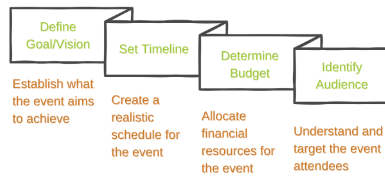 Define
Goal/Vision
Establish what
the event aims
to achieve
Set Timeline
Create a
realistic
schedule for
the event
Determine
Budget
Allocate
financial
resources for
the event
Identify
Audience
Understand and
target the event
attendees